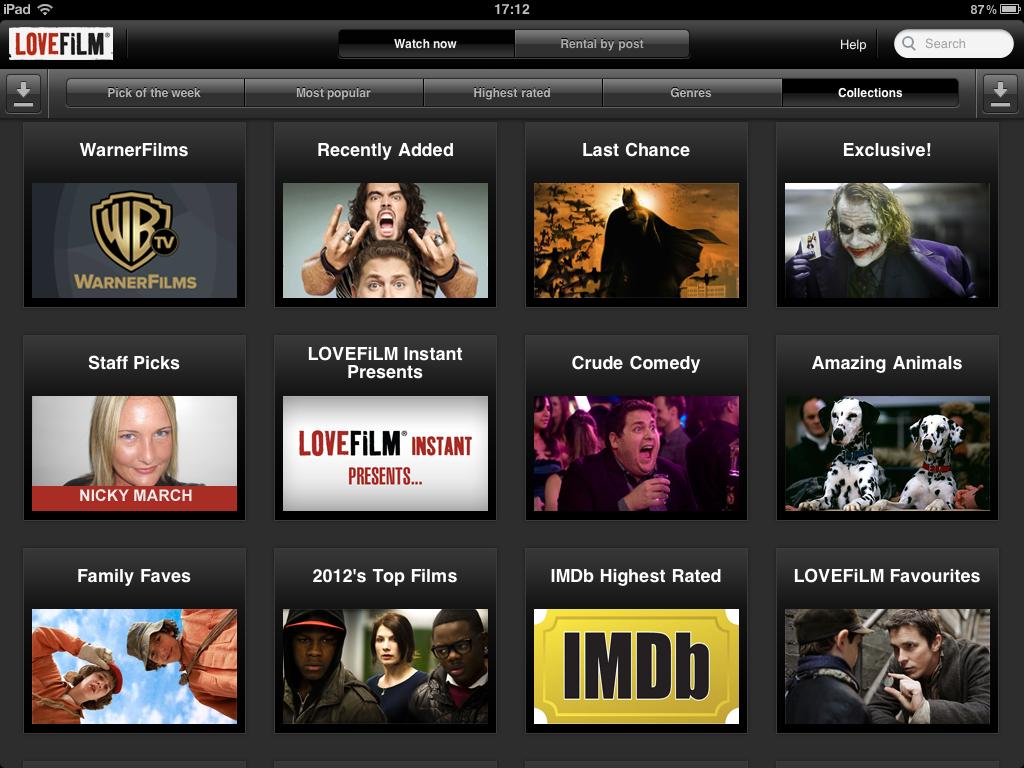 iPad 17:12 87%
LOVEFiLM® Watch now Rental by post Help Search
Pick of the week Most popular Highest rated Genres Collections
WarnerFilms Recently Added Last Chance Exclusive!
WB TV
WARNERFILMS
Staff Picks LOVEFiLM Instant Presents Crude Comedy Amazing Animals
NICKY MARCH
LOVEFiLM® INSTANT
PRESENTS...
Family Faves 2012's Top Films IMDb Highest Rated LOVEFiLM Favourites
IMDb